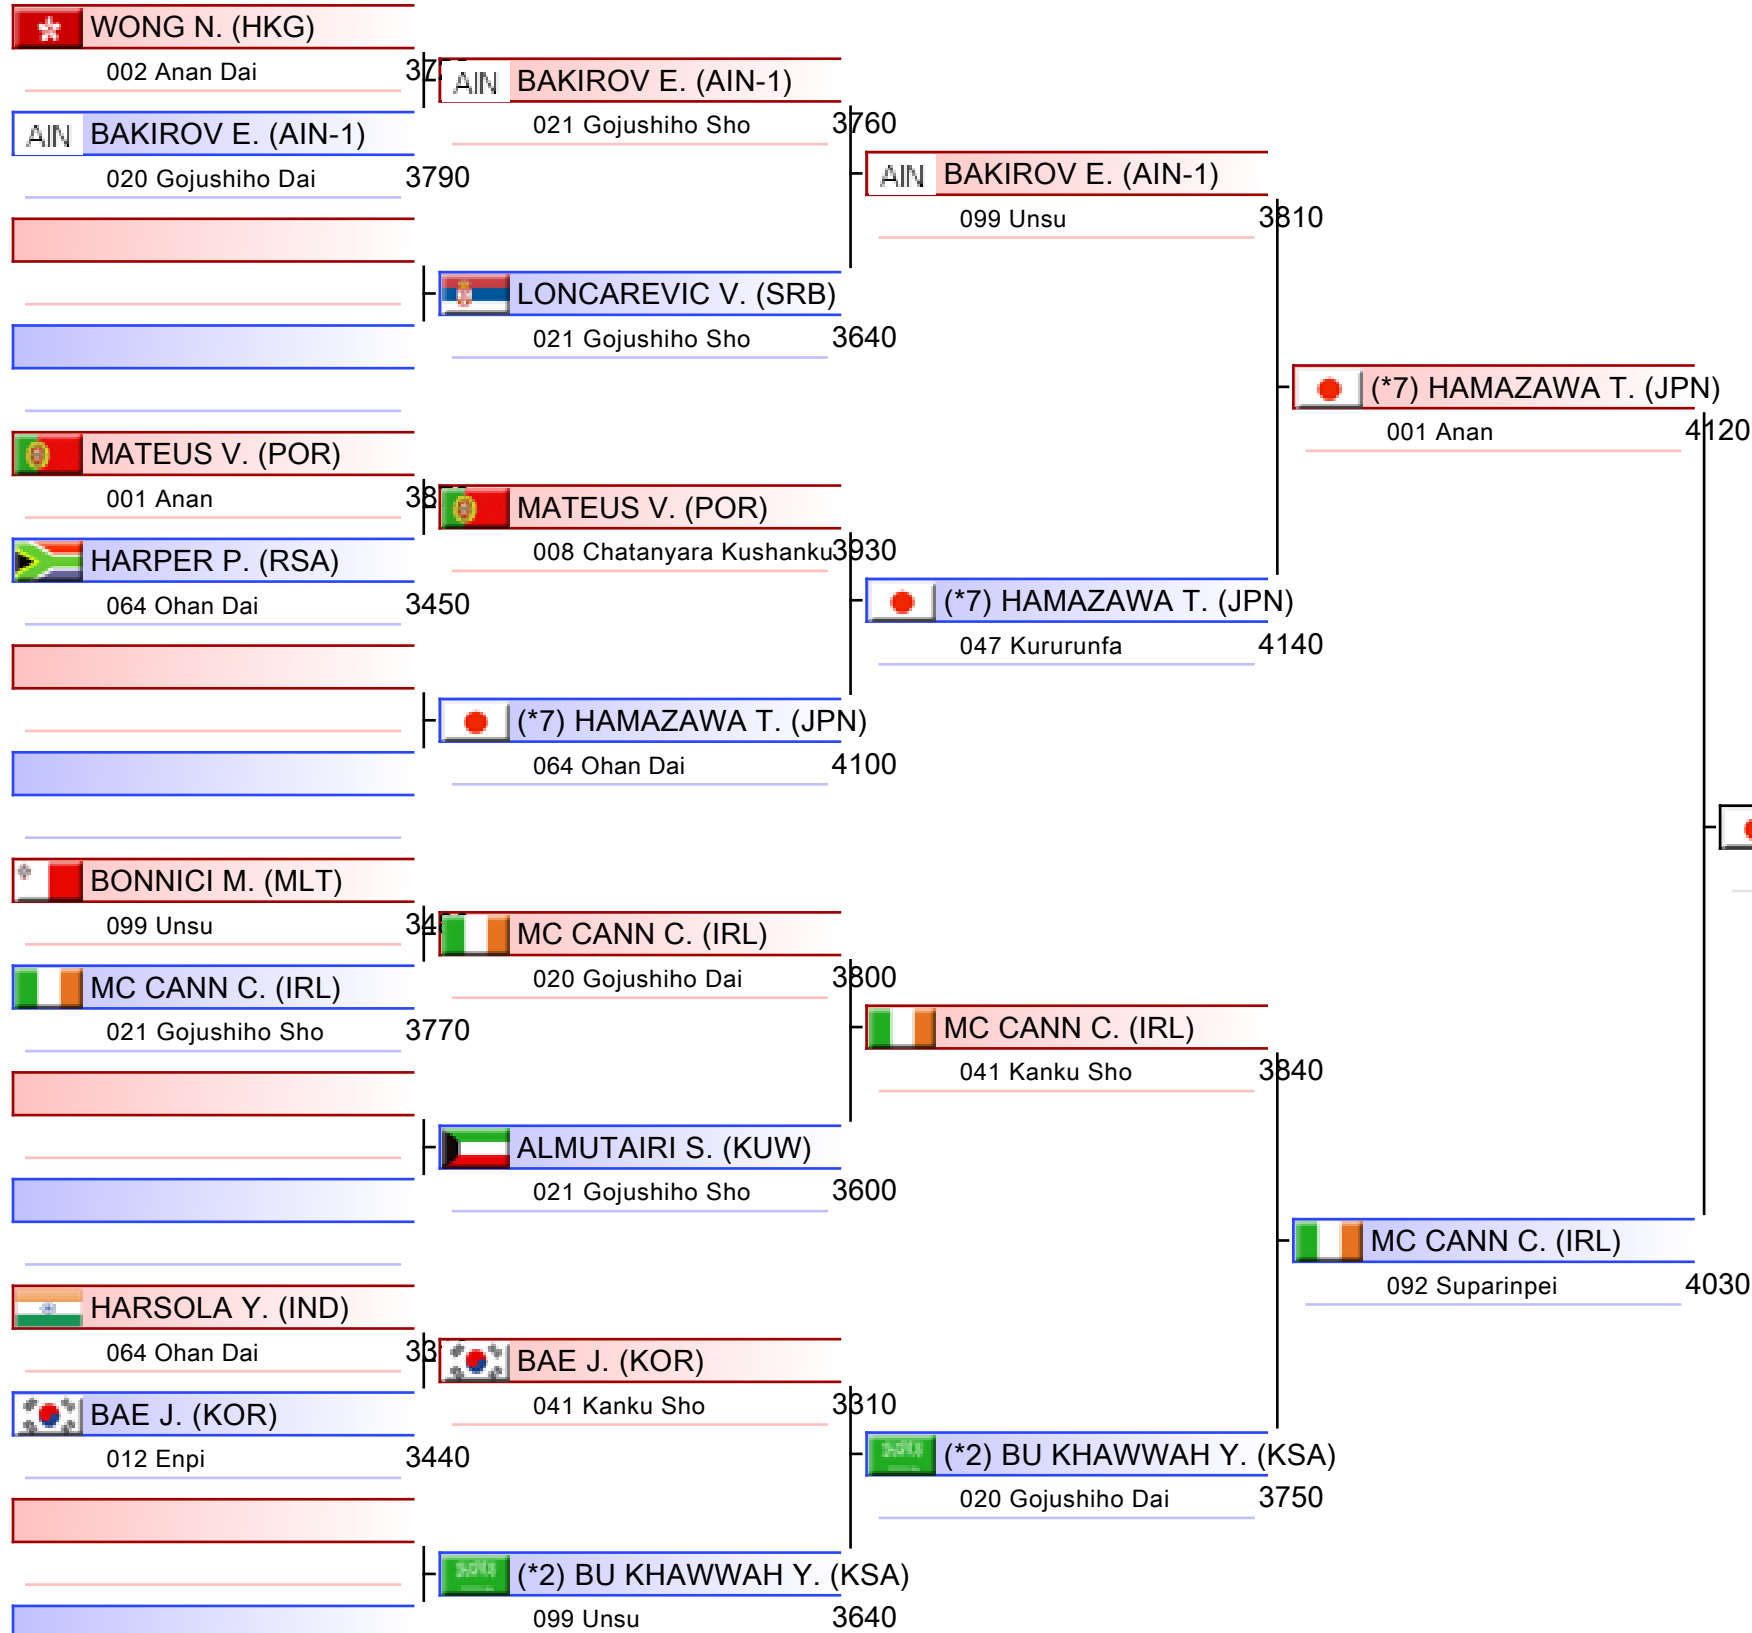 WONG N. (HKG)
002 Anan Dai
AIN BAKIROV E. (AIN-1)
020 Gojushiho Dai 3790
MATEUS V. (POR)
001 Anan
HARPER P. (RSA)
064 Ohan Dai 3450
BONNICI M. (MLT)
099 Unsu
MC CANN C. (IRL)
021 Gojushiho Sho 3770
HARSOLA Y. (IND)
064 Ohan Dai
BAE J. (KOR)
012 Enpi 3440
AIN BAKIROV E. (AIN-1)
021 Gojushiho Sho 3760
LONCAREVIC V. (SRB)
021 Gojushiho Sho 3640
MATEUS V. (POR)
008 Chatanyara Kushanku 3930
(*7) HAMAZAWA T. (JPN)
064 Ohan Dai 4100
MC CANN C. (IRL)
020 Gojushiho Dai 3800
ALMUTAIRI S. (KUW)
021 Gojushiho Sho 3600
BAE J. (KOR)
041 Kanku Sho 3310
(*2) BU KHAWWAH Y. (KSA)
099 Unsu 3640
AIN BAKIROV E. (AIN-1)
099 Unsu 3810
(*7) HAMAZAWA T. (JPN)
047 Kururunfa 4140
MC CANN C. (IRL)
041 Kanku Sho 3840
(*2) BU KHAWWAH Y. (KSA)
020 Gojushiho Dai 3750
(*7) HAMAZAWA T. (JPN)
001 Anan 4120
MC CANN C. (IRL)
092 Suparinpei 4030